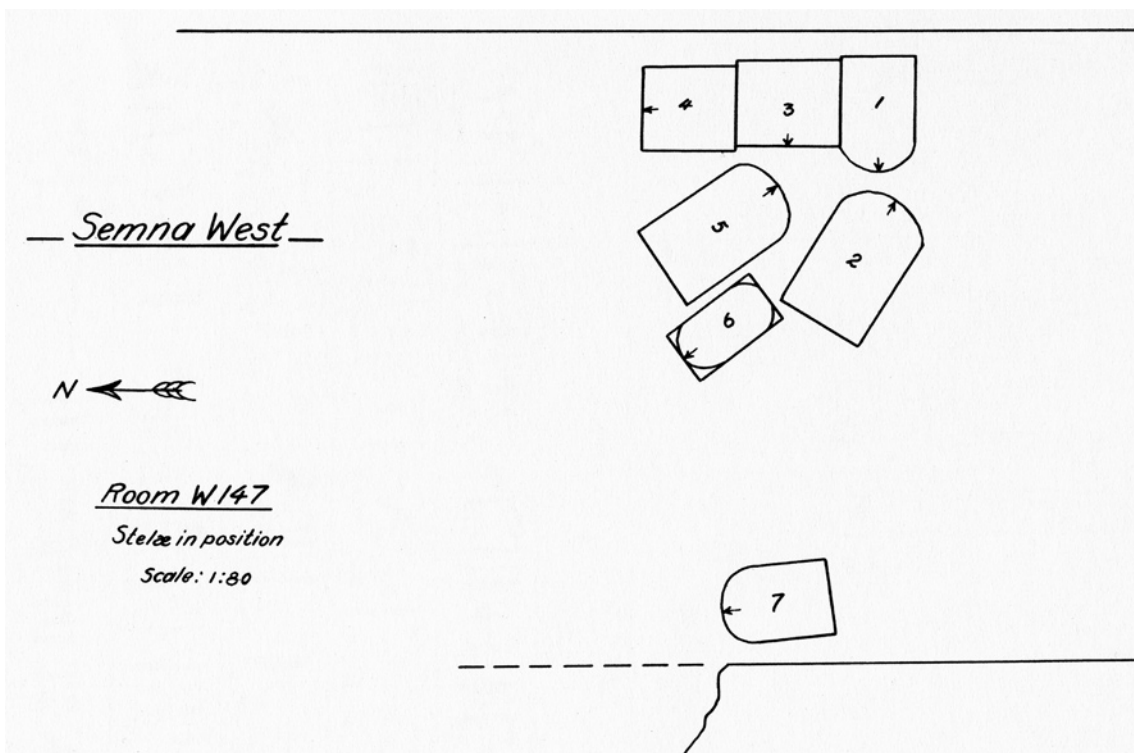 4 3 1
5 2
6
Semna West
N
Room W147
Stelæ in position
Scale: 1:80
7